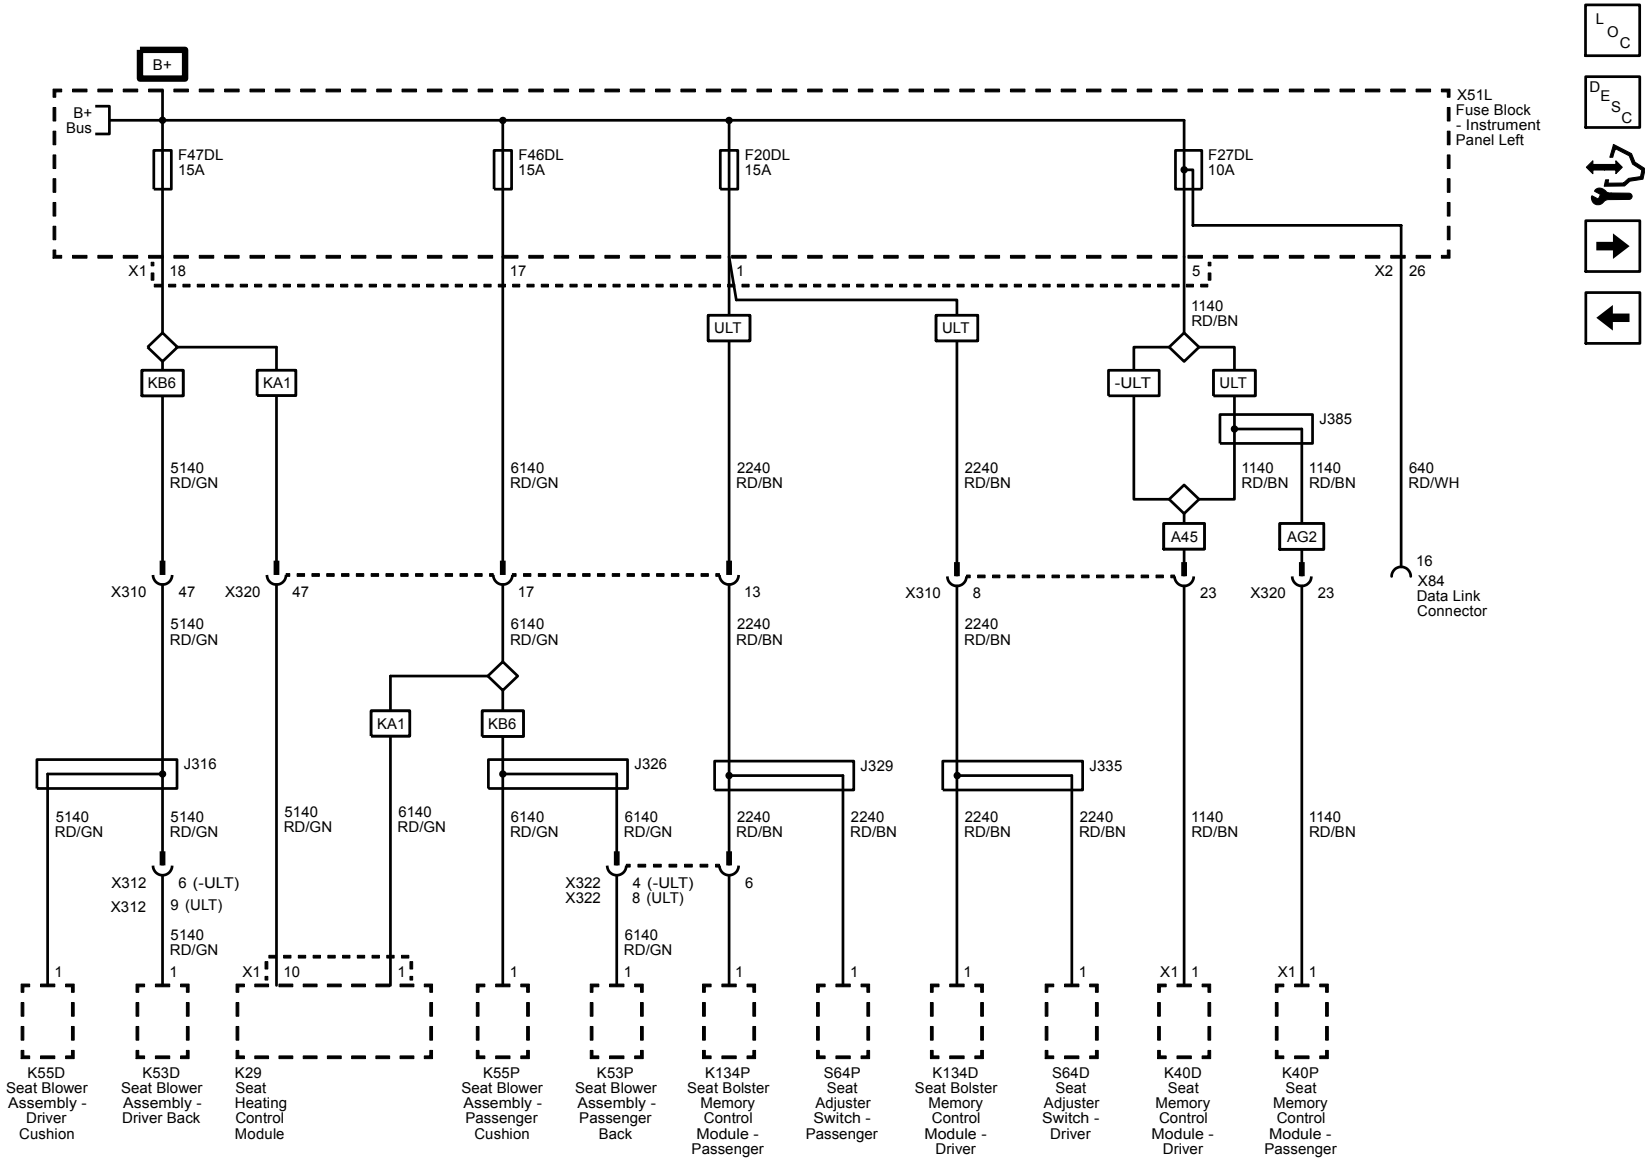 L
O
C
B+
D
E
S
C
X51L
Fuse Block
- Instrument
Panel Left
B+
Bus
F47DL
15A
F46DL
15A
F20DL
15A
F27DL
10A
X1 18 17 1 5 X2 26
1140
RD/BN
ULT ULT
KB6 KA1 -ULT ULT
J385
5140
RD/GN
6140
RD/GN
2240
RD/BN
2240
RD/BN
1140
RD/BN
1140
RD/BN
640
RD/WH
A45 AG2
16
X84
Data Link
Connector
X310 47 X320 47 17 13 X310 8 23 X320 23
5140
RD/GN
6140
RD/GN
2240
RD/BN
2240
RD/BN
KA1 KB6
J316 J326 J329 J335
5140
RD/GN
5140
RD/GN
5140
RD/GN
6140
RD/GN
6140
RD/GN
6140
RD/GN
2240
RD/BN
2240
RD/BN
2240
RD/BN
2240
RD/BN
1140
RD/BN
1140
RD/BN
X312 6 (-ULT)
X312 9 (ULT)
X322 4 (-ULT)
X322 8 (ULT)
6
5140
RD/GN
6140
RD/GN
1 1 X1 10 1 1 1 1 1 1 1 X1 1 X1 1
K55D
Seat Blower
Assembly -
Driver
Cushion
K53D
Seat Blower
Assembly -
Driver Back
K29
Seat
Heating
Control
Module
K55P
Seat Blower
Assembly -
Passenger
Cushion
K53P
Seat Blower
Assembly -
Passenger
Back
K134P
Seat Bolster
Memory
Control
Module -
Passenger
S64P
Seat
Adjuster
Switch -
Passenger
K134D
Seat Bolster
Memory
Control
Module -
Driver
S64D
Seat
Adjuster
Switch -
Driver
K40D
Seat
Memory
Control
Module -
Driver
K40P
Seat
Memory
Control
Module -
Passenger